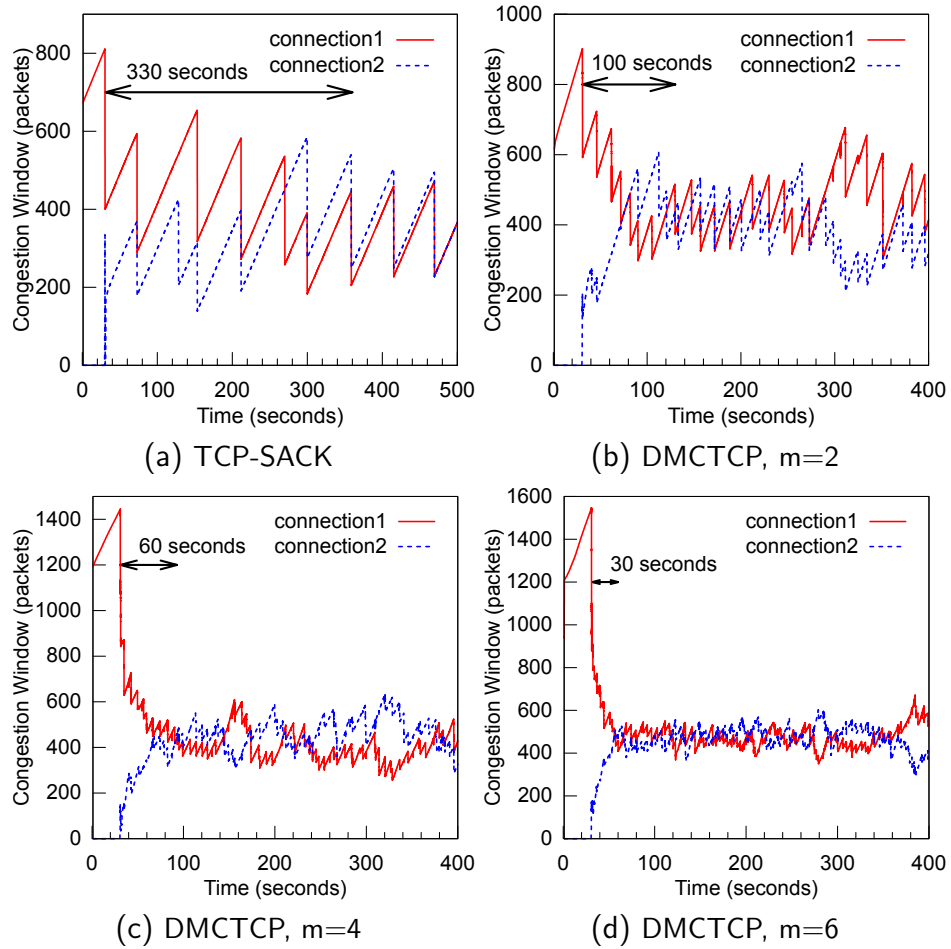 connection1
connection2
330 seconds
Congestion Window (packets)
0
200
400
600
800
0 100 200 300 400 500
Time (seconds)
(a) TCP-SACK
connection1
connection2
100 seconds
Congestion Window (packets)
0
200
400
600
800
1000
0 100 200 300 400
Time (seconds)
(b) DMCTCP, m=2
connection1
connection2
60 seconds
Congestion Window (packets)
0
200
400
600
800
1000
1200
1400
0 100 200 300 400
Time (seconds)
(c) DMCTCP, m=4
connection1
connection2
30 seconds
Congestion Window (packets)
0
200
400
600
800
1000
1200
1400
1600
0 100 200 300 400
Time (seconds)
(d) DMCTCP, m=6